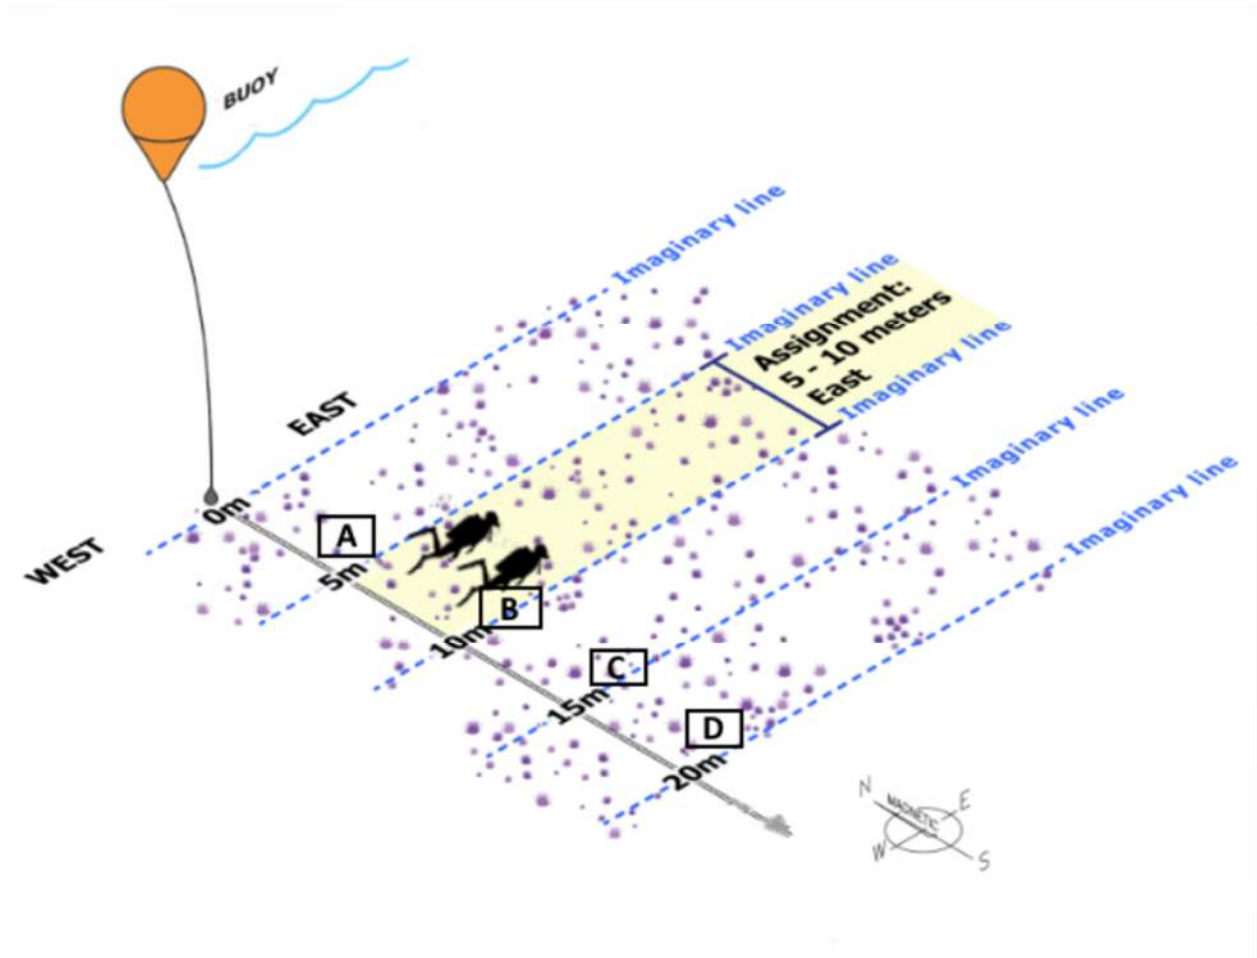 BUOY
Imaginary line
Imaginary line
Assignment:
5 - 10 meters
East
Imaginary line
Imaginary line
Imaginary line
EAST
WEST
0m
A
5m
B
10m
C
15m
D
20m
N
MAGNETIC
E
W
S